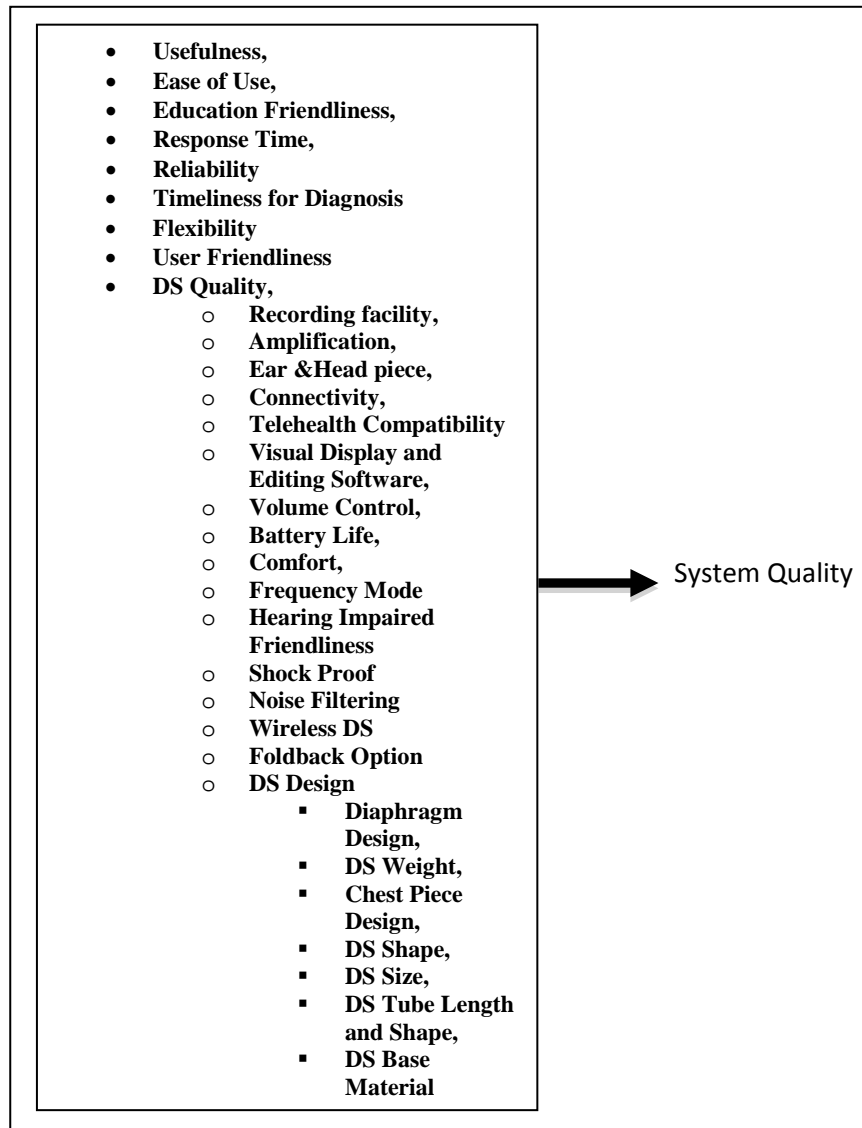 • Usefulness,
• Ease of Use,
• Education Friendliness,
• Response Time,
• Reliability
• Timeliness for Diagnosis
• Flexibility
• User Friendliness
• DS Quality,
o Recording facility,
o Amplification,
o Ear &Head piece,
o Connectivity,
o Telehealth Compatibility
o Visual Display and
Editing Software,
o Volume Control,
o Battery Life,
o Comfort,
o Frequency Mode
o Hearing Impaired
Friendliness
o Shock Proof
o Noise Filtering
o Wireless DS
o Foldback Option
o DS Design
▪ Diaphragm
Design,
▪ DS Weight,
▪ Chest Piece
Design,
▪ DS Shape,
▪ DS Size,
▪ DS Tube Length
and Shape,
▪ DS Base
Material
System Quality